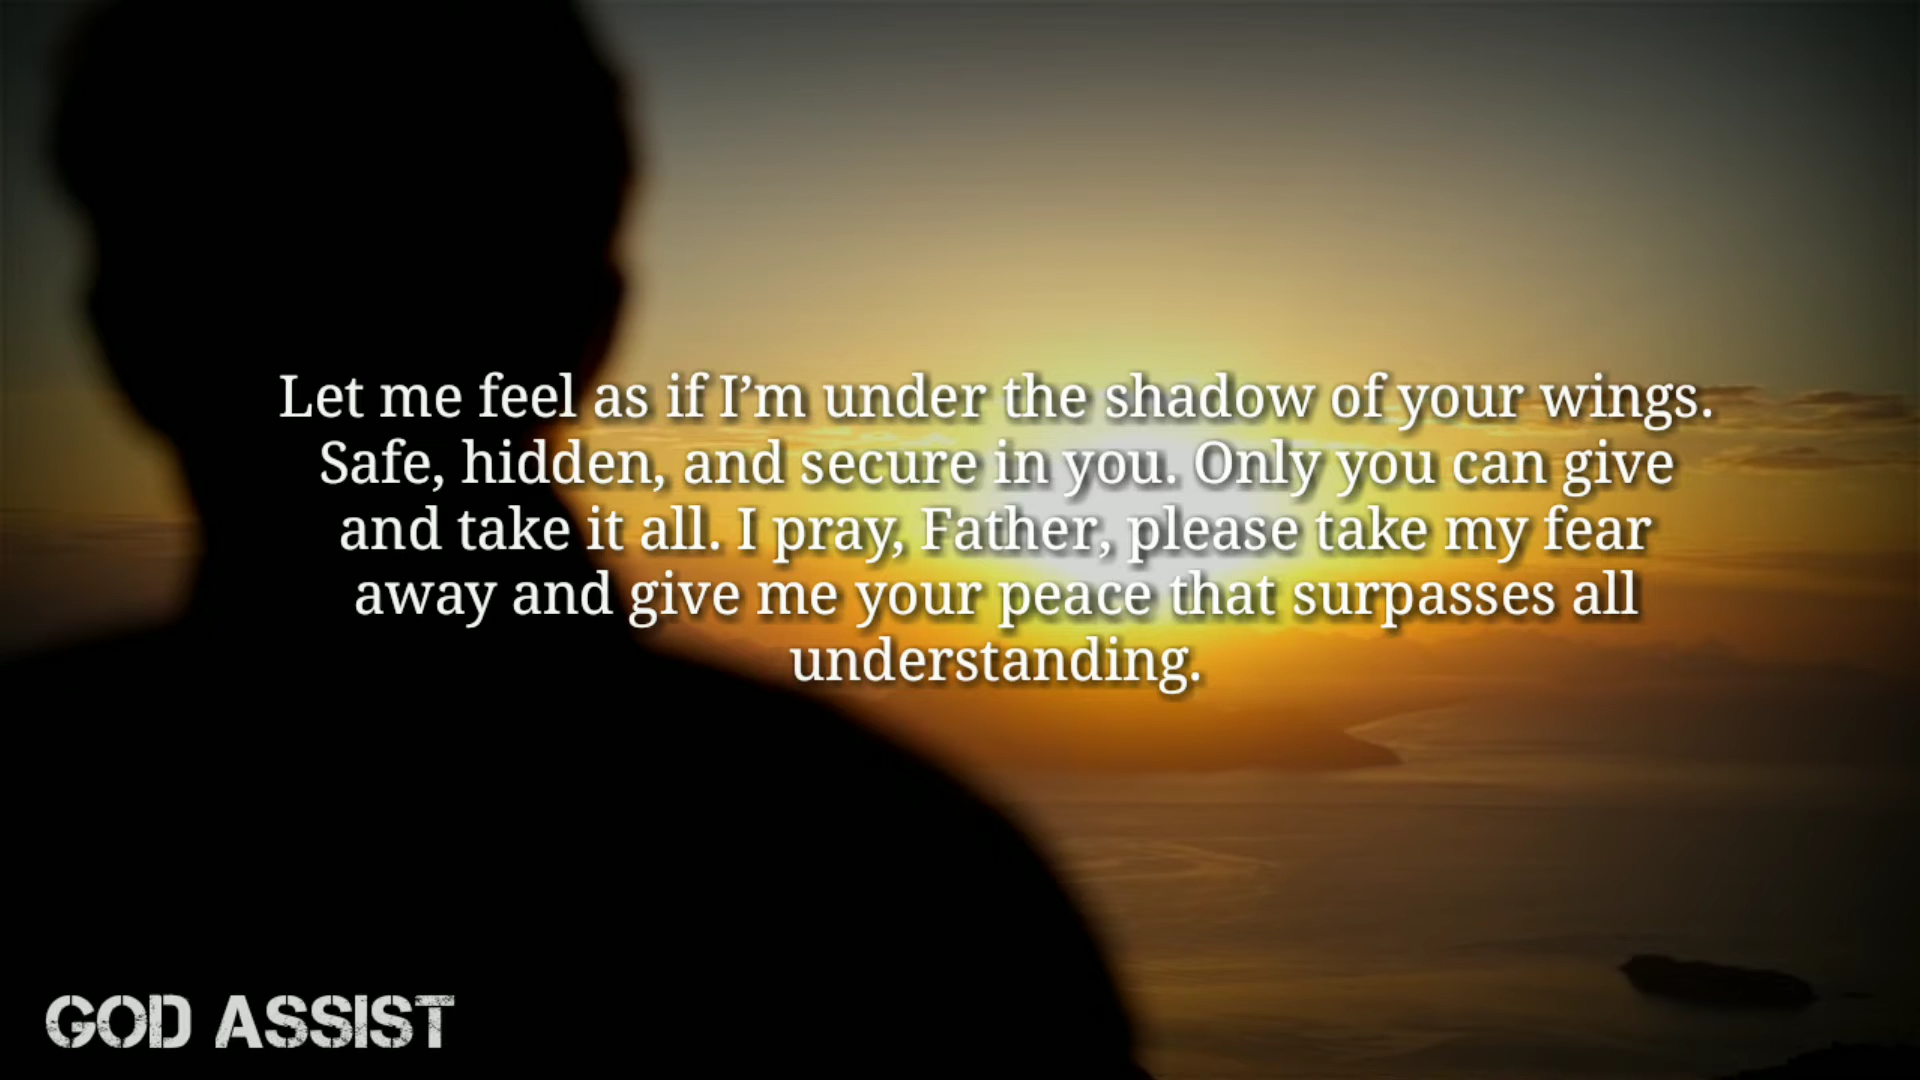 Let me feel as if I’m under the shadow of your wings.
Safe, hidden, and secure in you. Only you can give
and take it all. I pray, Father, please take my fear
away and give me your peace that surpasses all
understanding.
GOD ASSIST